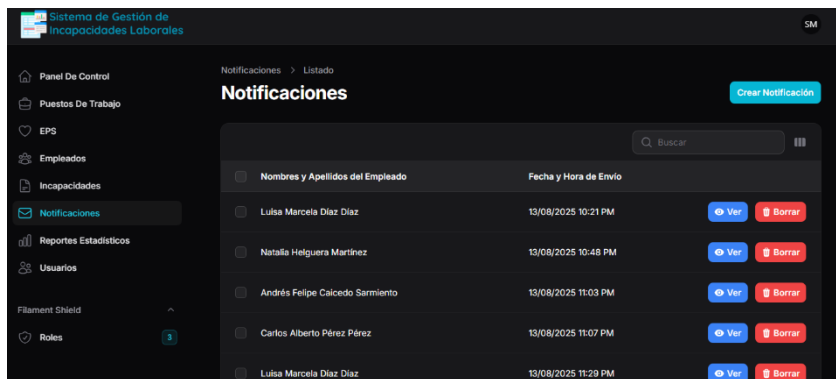 Sistema de Gestión de
Incapacidades Laborales
SM
Panel De Control
Puestos De Trabajo
EPS
Empleados
Incapacidades
Notificaciones
Reportes Estadísticos
Usuarios
Filament Shield
Roles 3
Notificaciones > Listado
Notificaciones
Crear Notificación
Buscar
Nombres y Apellidos del Empleado Fecha y Hora de Envío
Luisa Marcela Díaz Díaz 13/08/2025 10:21 PM Ver Borrar
Natalia Helguera Martínez 13/08/2025 10:48 PM Ver Borrar
Andrés Felipe Caicedo Sarmiento 13/08/2025 11:03 PM Ver Borrar
Carlos Alberto Pérez Pérez 13/08/2025 11:07 PM Ver Borrar
Luisa Marcela Díaz Díaz 13/08/2025 11:29 PM Ver Borrar